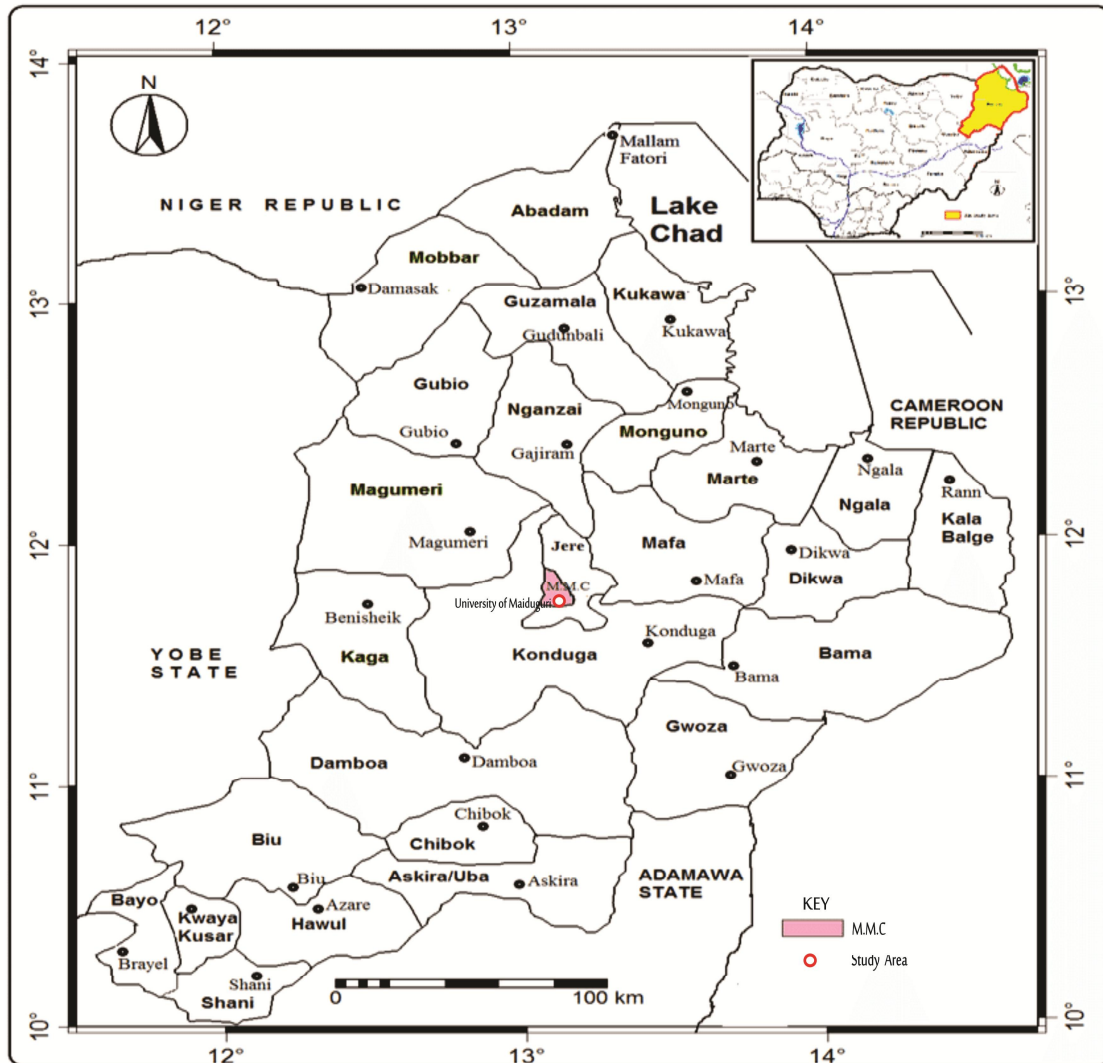 12° 13° 14°
14°
N
NIGER REPUBLIC
Mallam
Fatori
Abadam
Lake
Chad
Mobbar
Damasak
13°
13°
Guzamala
Kukawa
Gudunbali
Kukawa
Gubio
Nganzai
Monguno
CAMEROON
REPUBLIC
Gubio
Gajiram
Monguno
Marte
Marte
Ngala
Ngala
Rann
Kala
Balge
Magumeri
Magumeri
12°
12°
Jere
Mafa
Dikwa
Dikwa
M.M.C
Mafa
University of Maiduguri
Benisheik
Kaga
YOBE
STATE
Konduga
Konduga
Bama
Bama
Gwoza
Gwoza
Damboa
Damboa
11°
11°
Chibok
Chibok
Biu
Biu
Askira/Uba
Askira
ADAMAWA
STATE
Bayo
Kwaya
Kusar
Azare
Hawul
Brayel
Shani
Shani
KEY
M.M.C
Study Area
0 100 km
10°
10°
12° 13° 14°
N